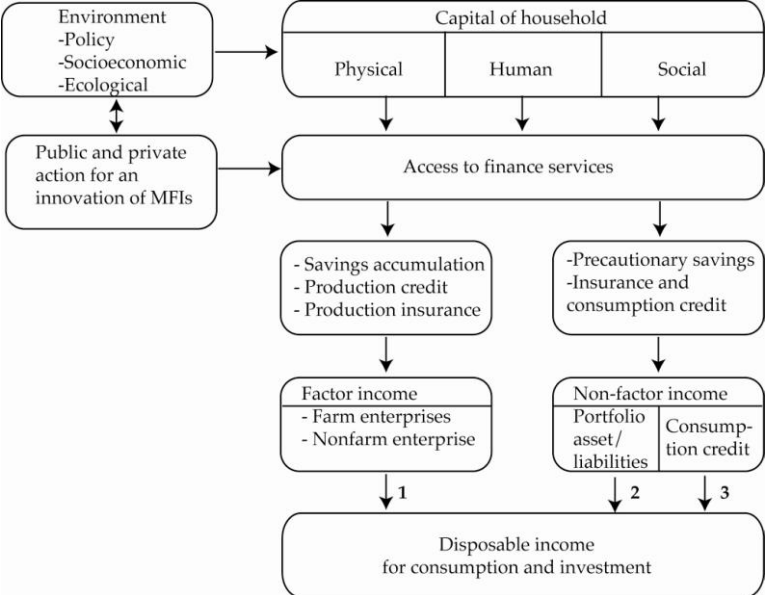 Environment
-Policy
-Socioeconomic
-Ecological
Capital of household
Physical
Human
Social
Public and private
action for an
innovation of MFIs
Access to finance services
- Savings accumulation
- Production credit
- Production insurance
-Precautionary savings
-Insurance and
consumption credit
Factor income
- Farm enterprises
- Nonfarm enterprise
Non-factor income
Portfolio
asset/
liabilities
Consump-
tion credit
1
2
3
Disposable income
for consumption and investment